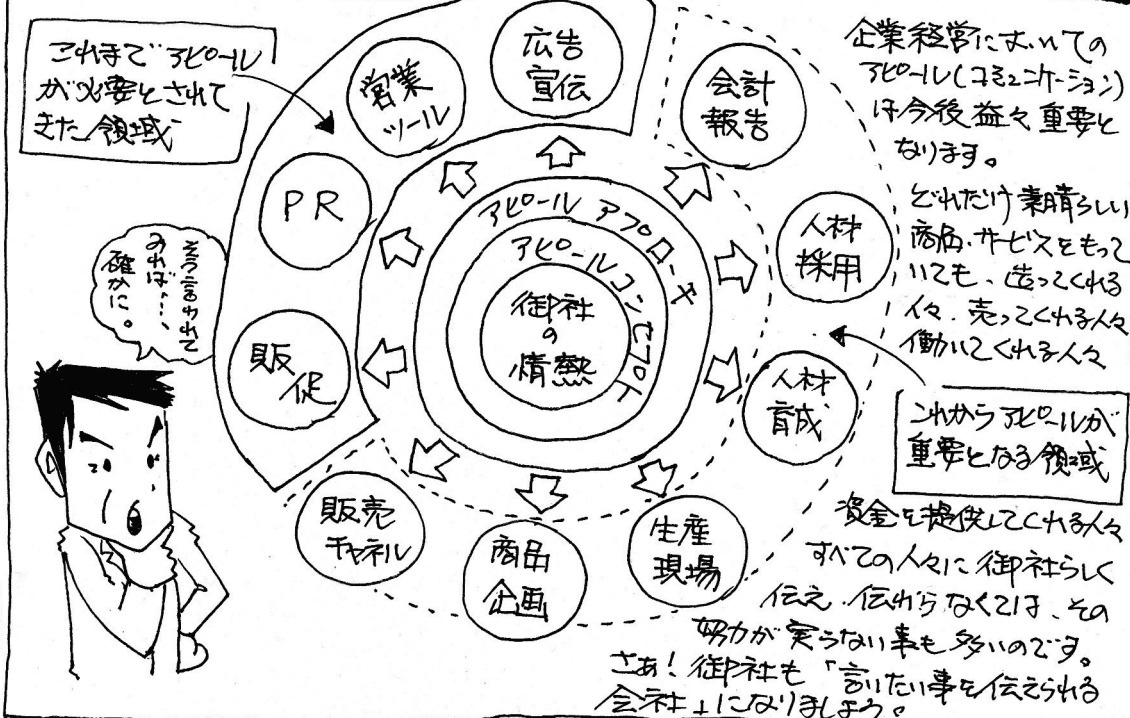 これまでアピール
が必要とされて
きた領域
営業
ツール
広告
宣伝
会計
報告
PR
人材
採用
販
促
人材
育成
販売
チャネル
商品
企画
生産
現場
アピールアプローチ
アピールコンセプト
御社
の
情熱
そう言われて
みれば・・・、
確かに。
企業経営においての
アピール(コミュニケーション)
は今後益々重要と
なります。
どれだけ素晴らしい
商品・サービスをもって
いても、造ってくれる
人々、売ってくれる人々
働いてくれる人々
これからアピールが
重要となる領域
資金を提供してくれる人々
すべての人々に御社らしく
伝え、伝わらなくては、その
努力が実らない事も多いのです。
さぁ!御社も「言いたい事を伝えられる
会社」になりましょう。